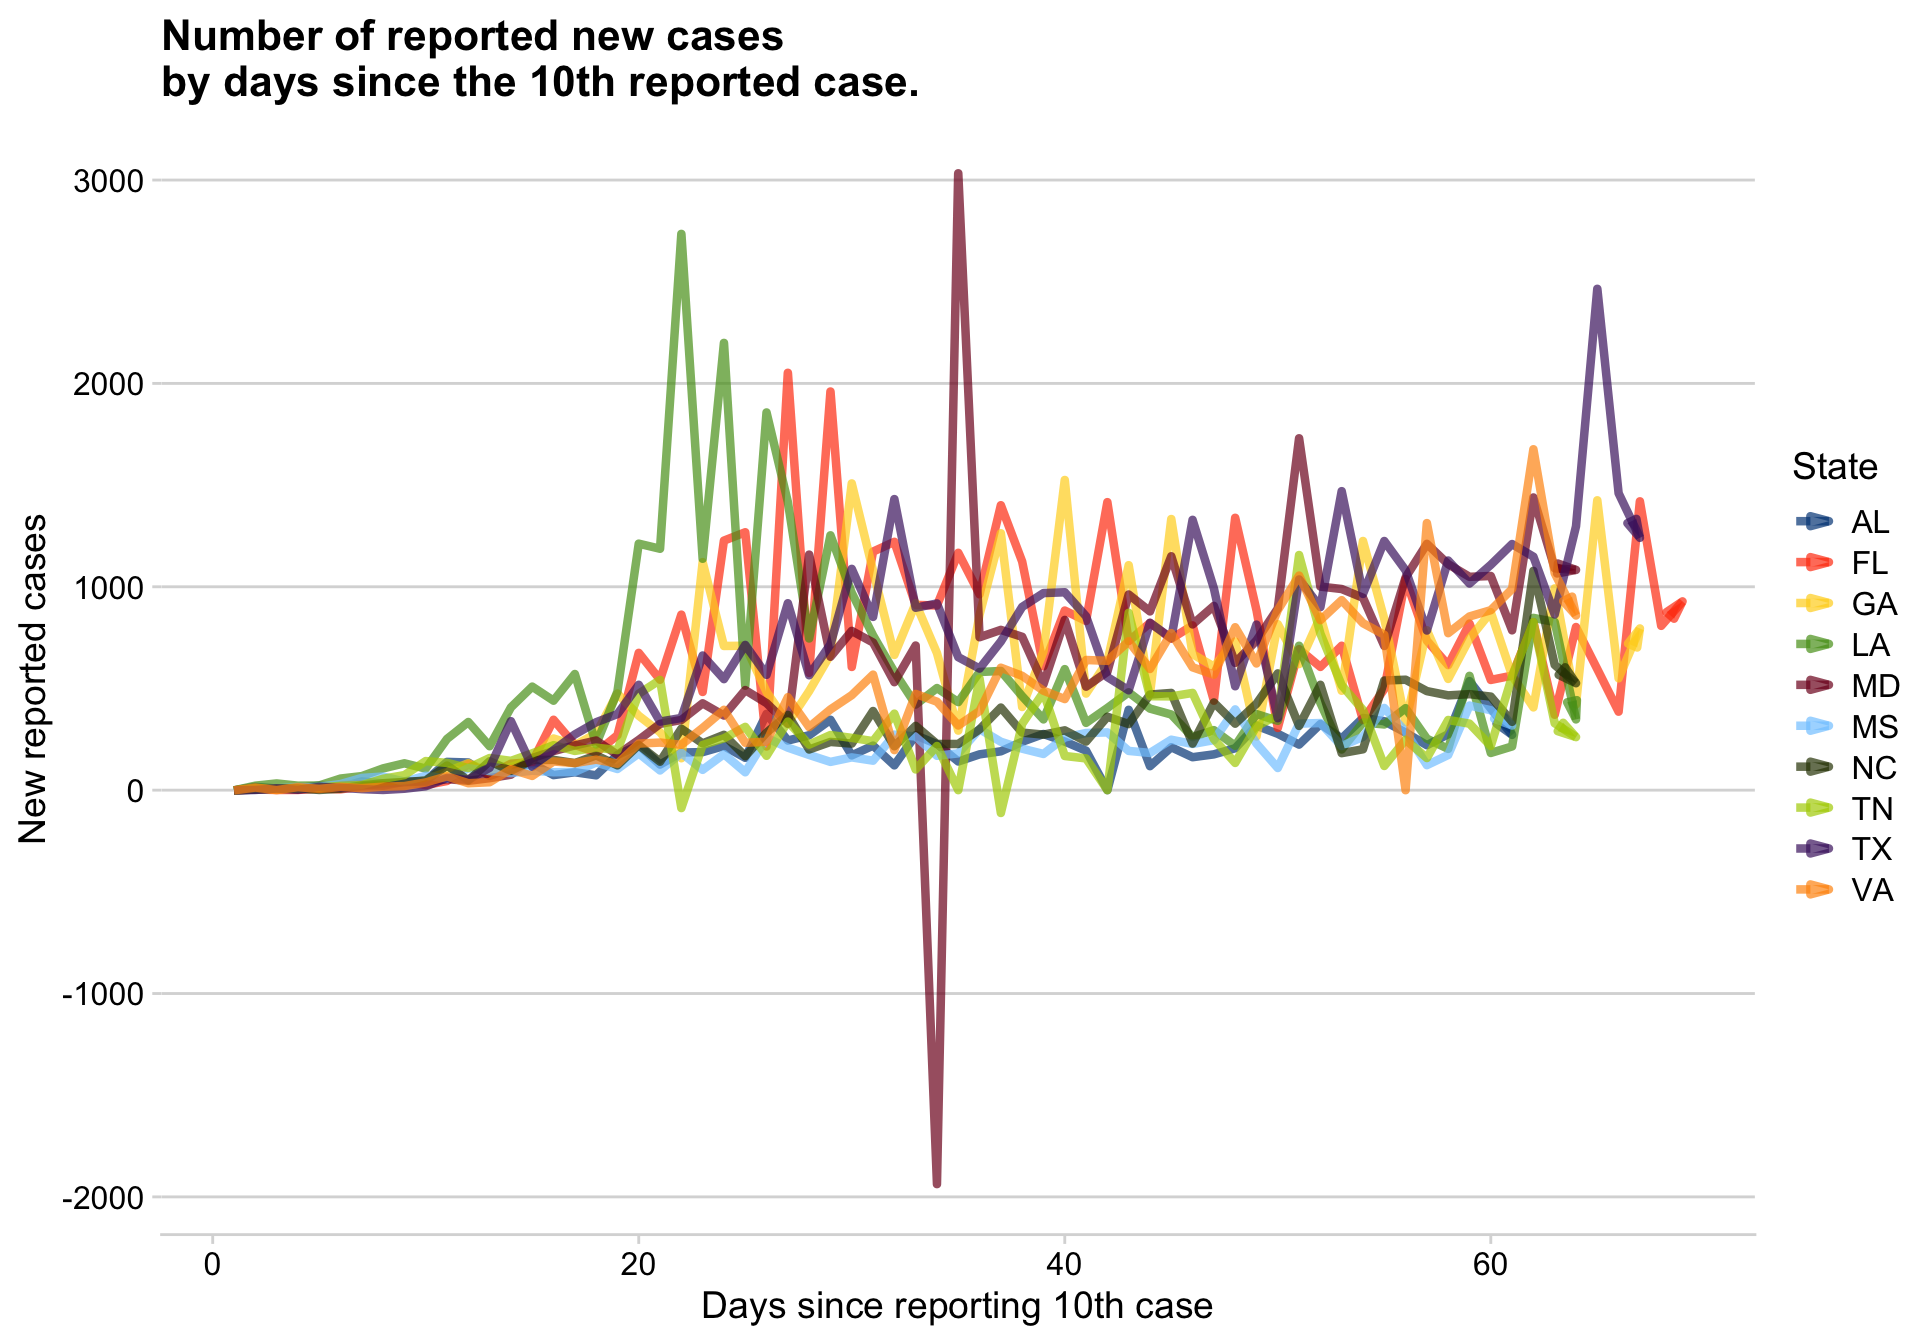 Number of reported new cases
by days since the 10th reported case.
3000
2000
1000
0
-1000
-2000
New reported cases
0 20 40 60
Days since reporting 10th case
State
AL
FL
GA
LA
MD
MS
NC
TN
TX
VA